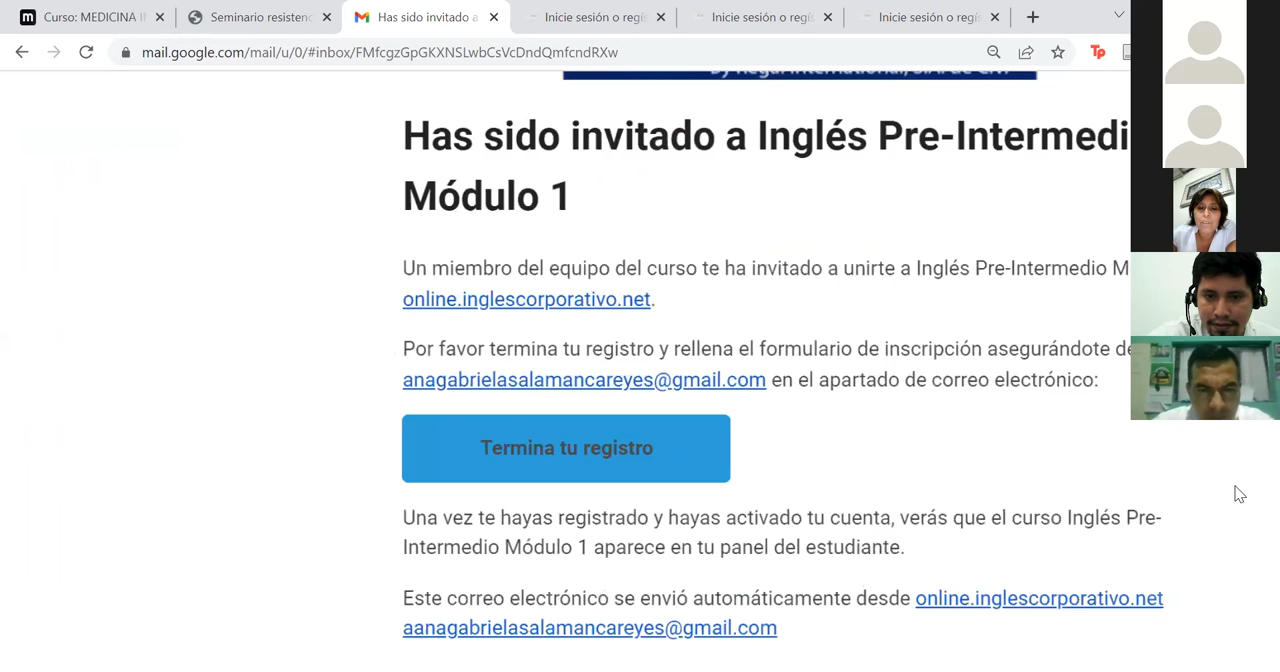 Curso: MEDICINA I
Seminario resistenc
Has sido invitado a
Inicie sesión o regís
Inicie sesión o regís
Inicie sesión o regís
mail.google.com/mail/u/0/#inbox/FMfcgzGpGKXNSLwbCsVcDndQmfcndRXw
Has sido invitado a Inglés Pre-Intermedi
Módulo 1
Un miembro del equipo del curso te ha invitado a unirte a Inglés Pre-Intermedio M
online.inglescorporativo.net.
Por favor termina tu registro y rellena el formulario de inscripción asegurándote de
anagabrielasalamancareyes@gmail.com en el apartado de correo electrónico:
Termina tu registro
Una vez te hayas registrado y hayas activado tu cuenta, verás que el curso Inglés Pre-
Intermedio Módulo 1 aparece en tu panel del estudiante.
Este correo electrónico se envió automáticamente desde online.inglescorporativo.net
aanagabrielasalamancareyes@gmail.com